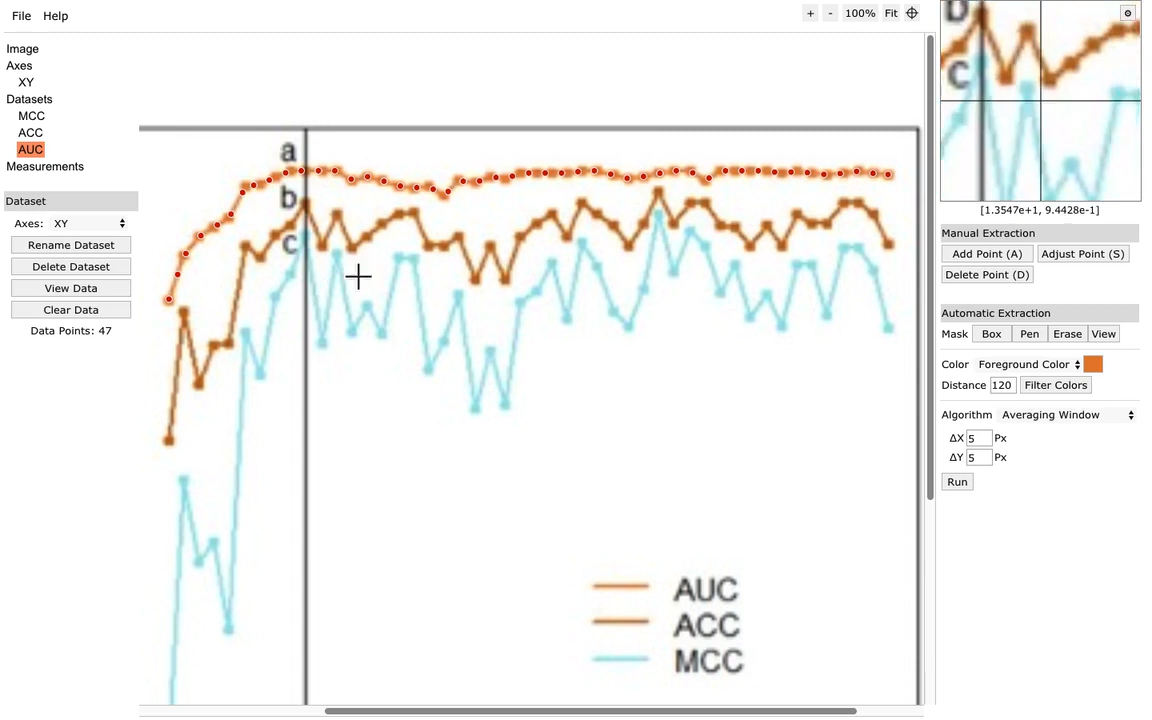 File Help
+ - 100% Fit
Image
Axes
XY
Datasets
MCC
ACC
AUC
Measurements
Dataset
Axes: XY
Rename Dataset
Delete Dataset
View Data
Clear Data
Data Points: 47
a
b
c
AUC
ACC
MCC
D
C
[1.3547e+1, 9.4428e-1]
Manual Extraction
Add Point (A) Adjust Point (S)
Delete Point (D)
Automatic Extraction
Mask Box Pen Erase View
Color Foreground Color
Distance 120 Filter Colors
Algorithm Averaging Window
ΔX 5 Px
ΔY 5 Px
Run